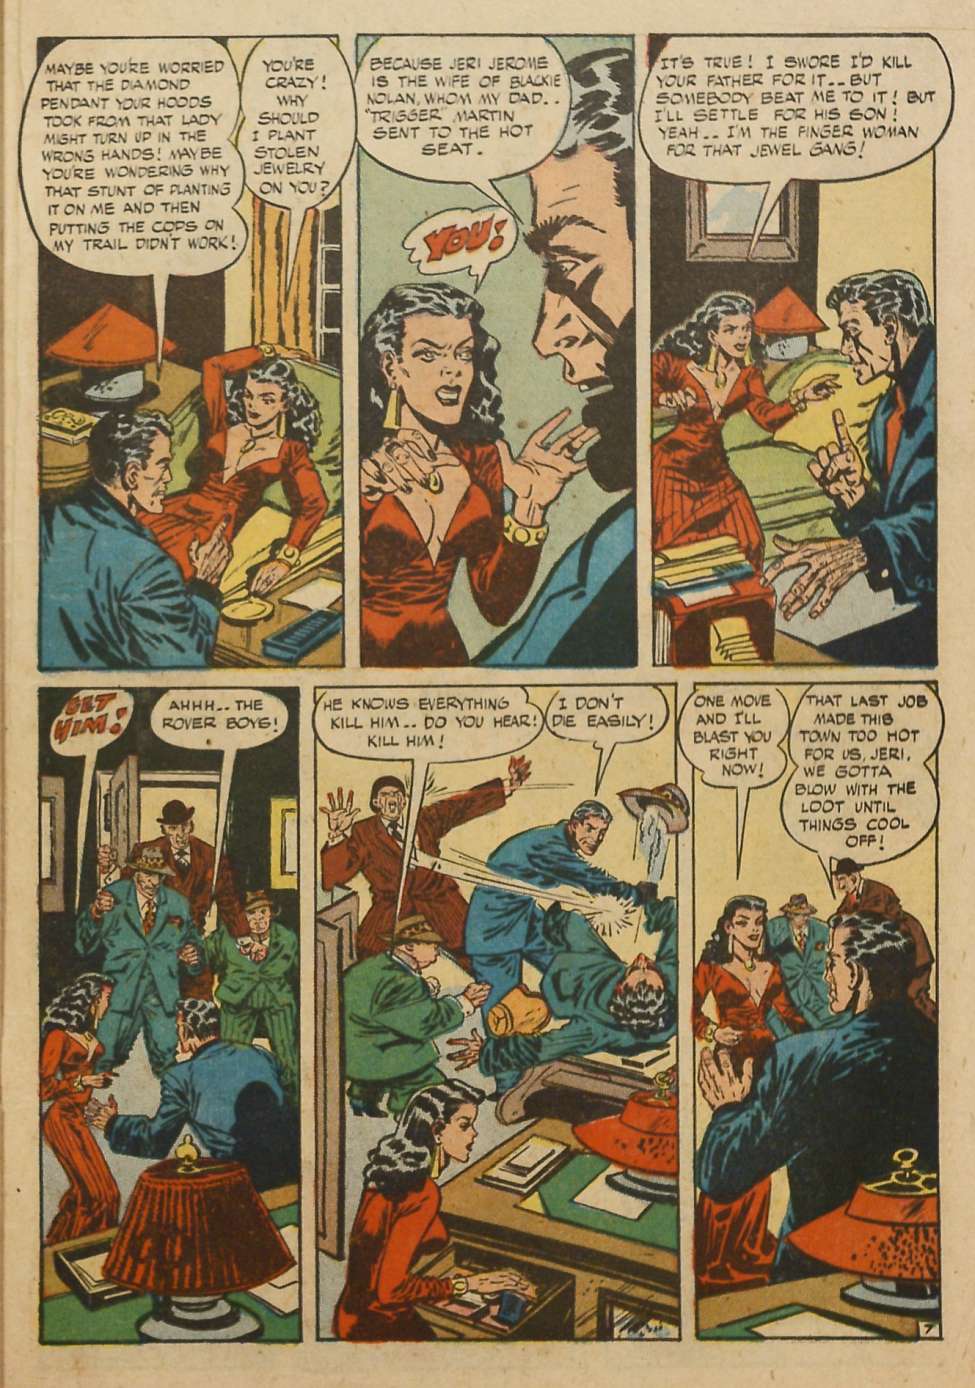 MAYBE YOU'RE WORRIED
THAT THE DIAMOND
PENDANT YOUR HOODS
TOOK FROM THAT LADY
MIGHT TURN UP IN THE
WRONG HANDS! MAYBE
YOU'RE WONDERING WHY
THAT STUNT OF PLANTING
IT ON ME AND THEN
PUTTING THE COPS ON
MY TRAIL DIDN'T WORK!
YOU'RE
CRAZY!
WHY
SHOULD
I PLANT
STOLEN
JEWELRY
ON YOU?
BECAUSE JERI JEROME
IS THE WIFE OF BLACKIE
NOLAN, WHOM MY DAD..
"TRIGGER" MARTIN
SENT TO THE HOT
SEAT.
YOU!
IT'S TRUE! I SWORE I'D KILL
YOUR FATHER FOR IT.. BUT
SOMEBODY BEAT ME TO IT! BUT
I'LL SETTLE FOR HIS SON!
YEAH.. I'M THE FINGER WOMAN
FOR THAT JEWEL GANG!
GET
HIM!
AHHH.. THE
ROVER BOYS!
HE KNOWS EVERYTHING
KILL HIM.. DO YOU HEAR!
KILL HIM!
I DON'T
DIE EASILY!
ONE MOVE
AND I'LL
BLAST YOU
RIGHT
NOW!
THAT LAST JOB
MADE THIS
TOWN TOO HOT
FOR US, JERI,
WE GOTTA
BLOW WITH THE
LOOT UNTIL
THINGS COOL
OFF!
7